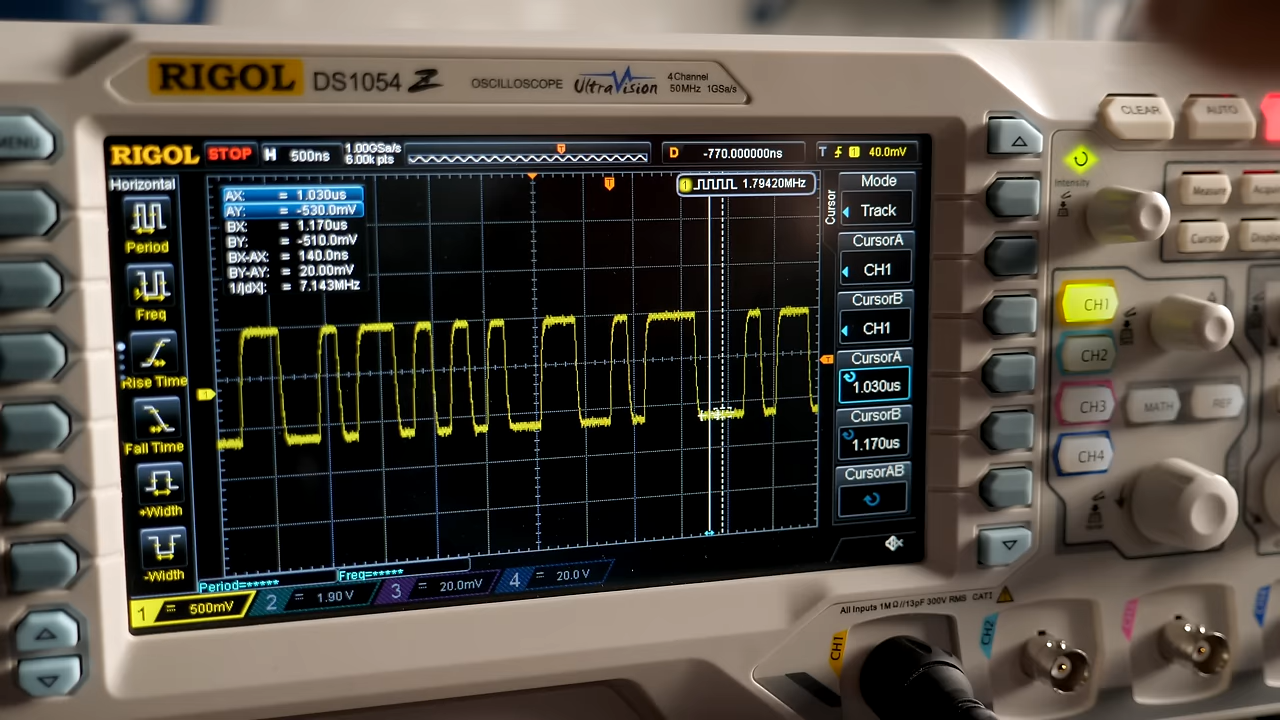 RIGOL DS1054 Z OSCILLOSCOPE UltraVision 4 Channel
50MHz 1GSa/s
CLEAR AUTO
MENU
RIGOL STOP H 500ns 1.00GSa/s
6.00k pts
D -770.000000ns T 1 40.0mV
Horizontal
1 1.79420MHz
Period
Freq
Rise Time
Fall Time
+Width
-Width
AX: = 1.030us
AY: = -530.0mV
BX: = 1.170us
BY: = -510.0mV
BX-AX: = 140.0ns
BY-AY: = 20.00mV
1/|dX|: = 7.143MHz
Cursor
Mode
Track
CursorA
CH1
CursorB
CH1
CursorA
1.030us
CursorB
1.170us
CursorAB
Period=*****
Freq=*****
1 = 500mV 2 = 1.90 V 3 = 20.0mV 4 = 20.0 V
Intensity
Measure
Cursor
CH1
CH2
CH3
CH4
MATH
REF
All Inputs 1MΩ//13pF 300V RMS CATI
CH1
CH2